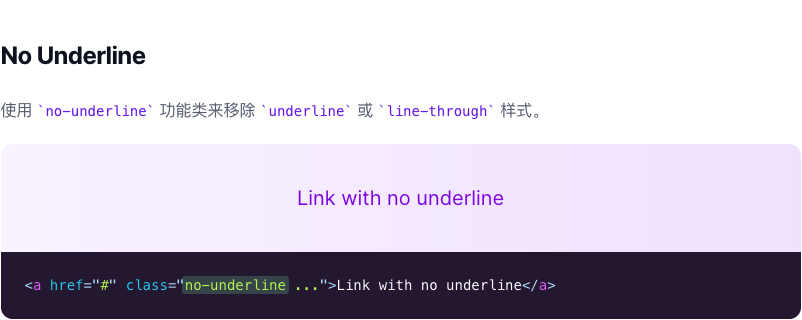 No Underline
使用 `no-underline` 功能类来移除 `underline` 或 `line-through` 样式。
Link with no underline
<a href="#" class="no-underline ...">Link with no underline</a>